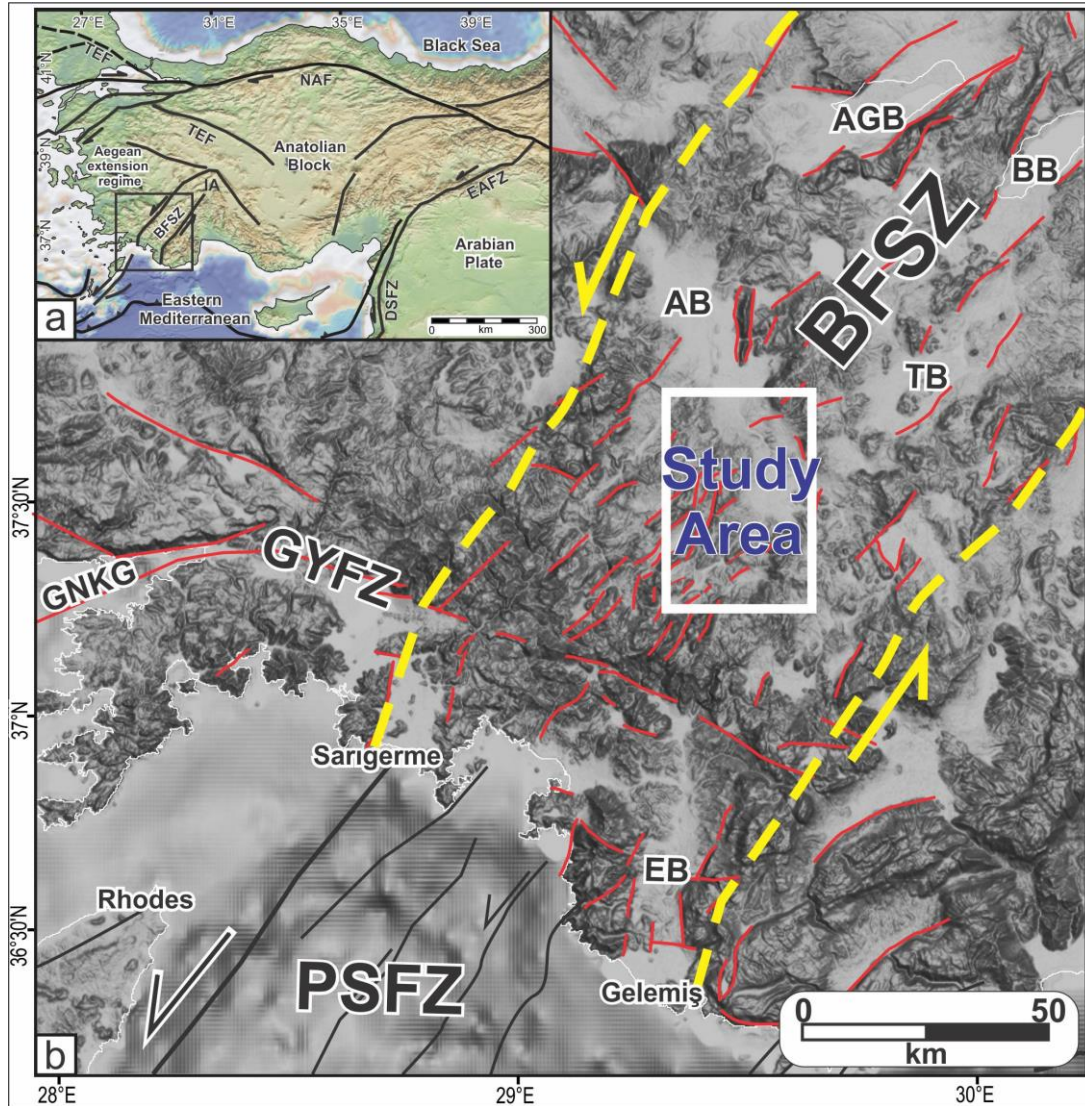 27°E 31°E 35°E 39°E
41°N
39°N
37°N
Black Sea
TEF
NAF
TEF
Anatolian
Block
Aegean
extension
regime
IA
BFSZ
EAFZ
Arabian
Plate
DSFZ
Eastern
Mediterranean
0 km 300
a
AGB
BB
BFSZ
AB
TB
Study
Area
37°30'N
GNKG
GYFZ
37°N
Sarıgerme
EB
Rhodes
36°30'N
PSFZ
Gelemiş
0 50
km
b
28°E 29°E 30°E